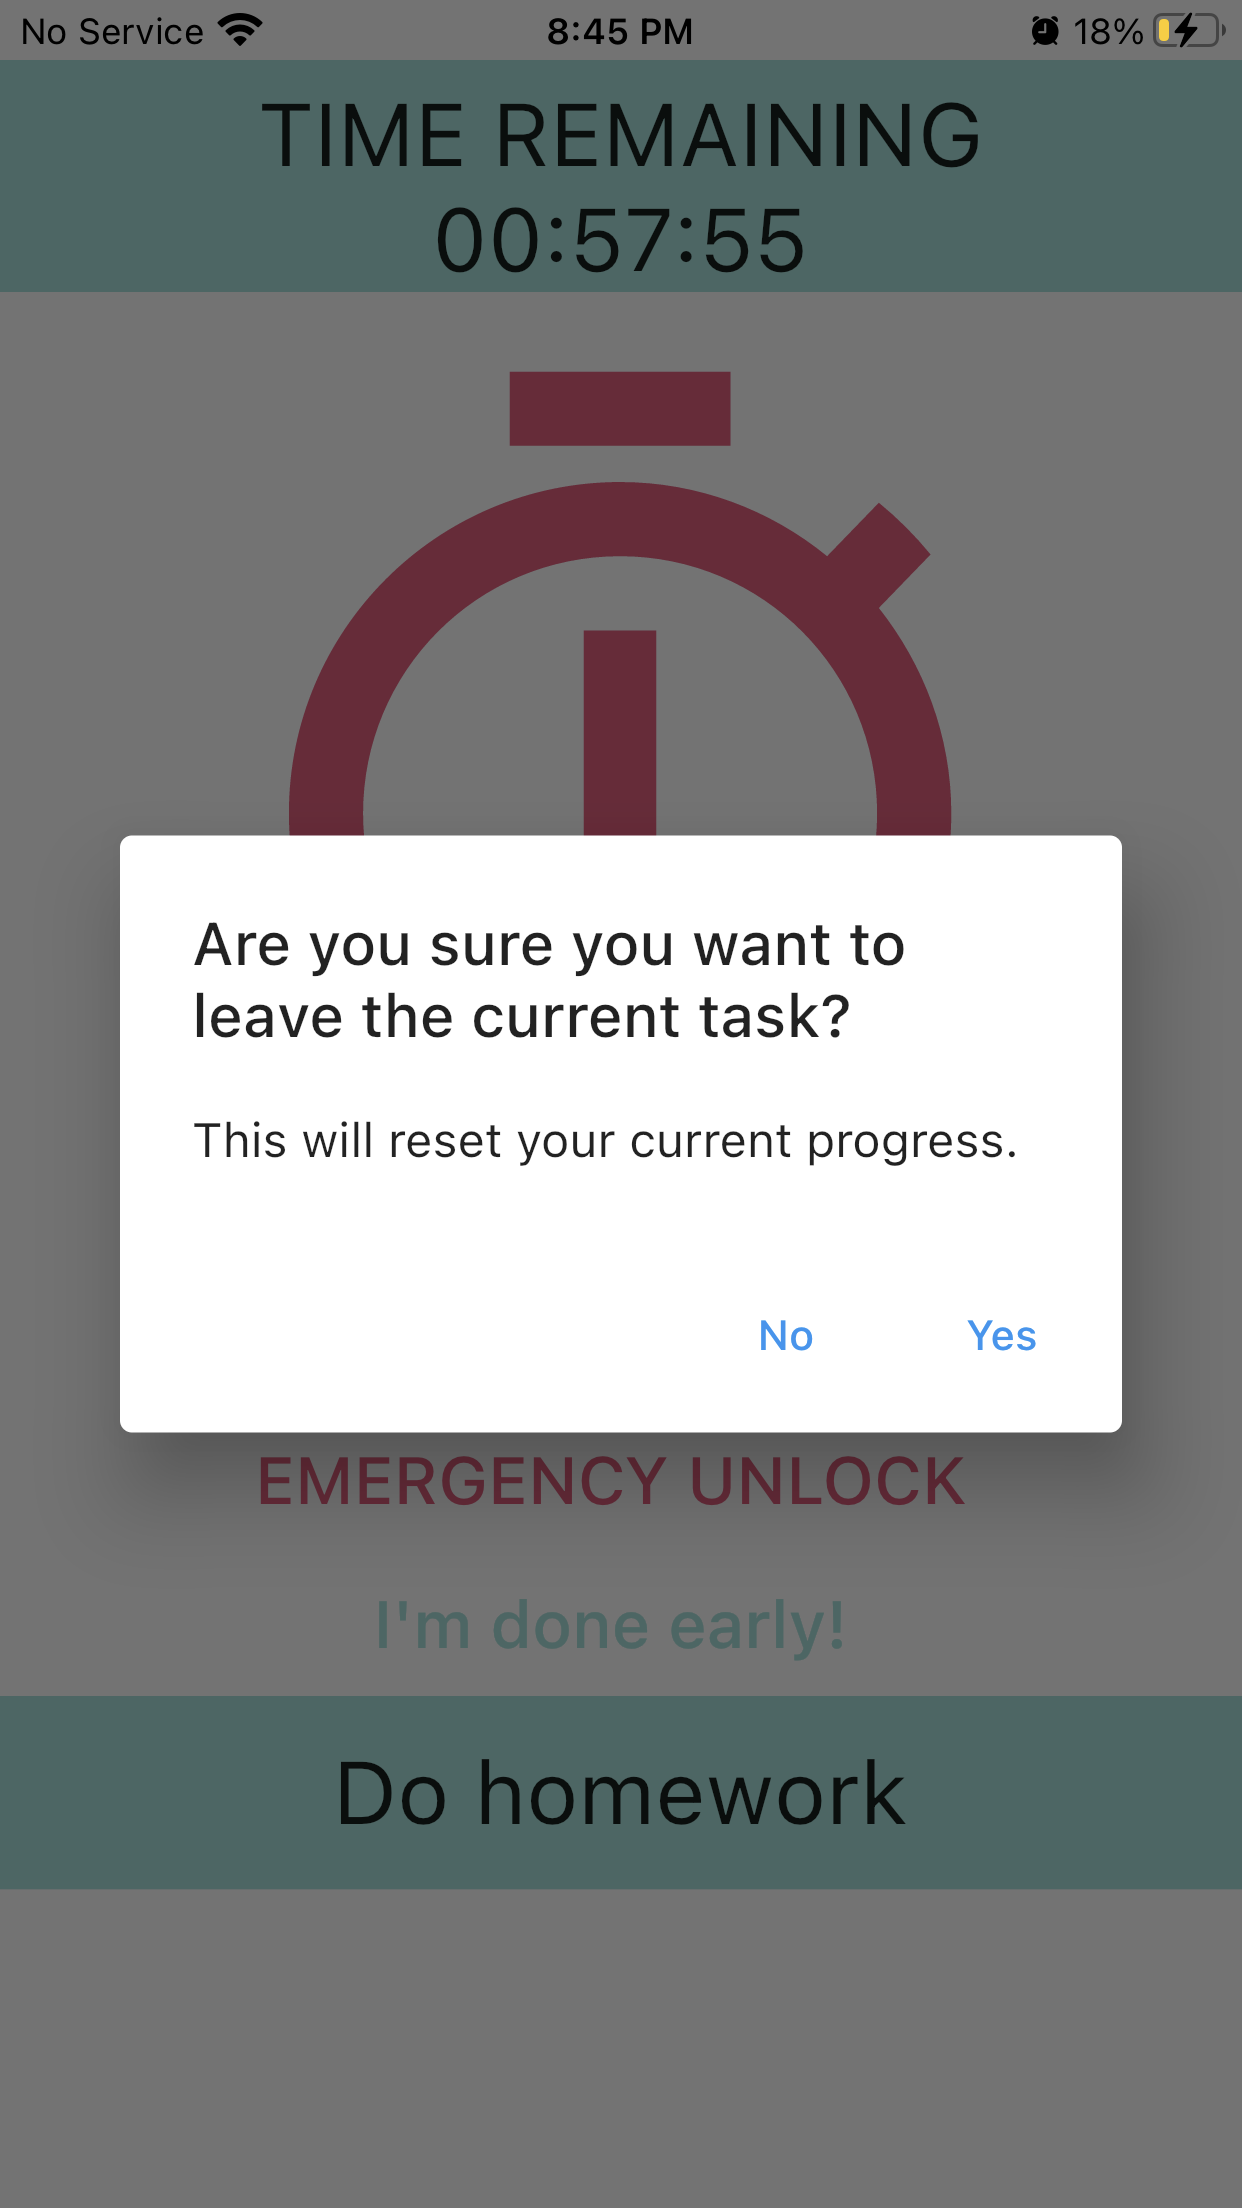 No Service 8:45 PM 18%
TIME REMAINING
00:57:55
Are you sure you want to
leave the current task?
This will reset your current progress.
No Yes
EMERGENCY UNLOCK
I'm done early!
Do homework